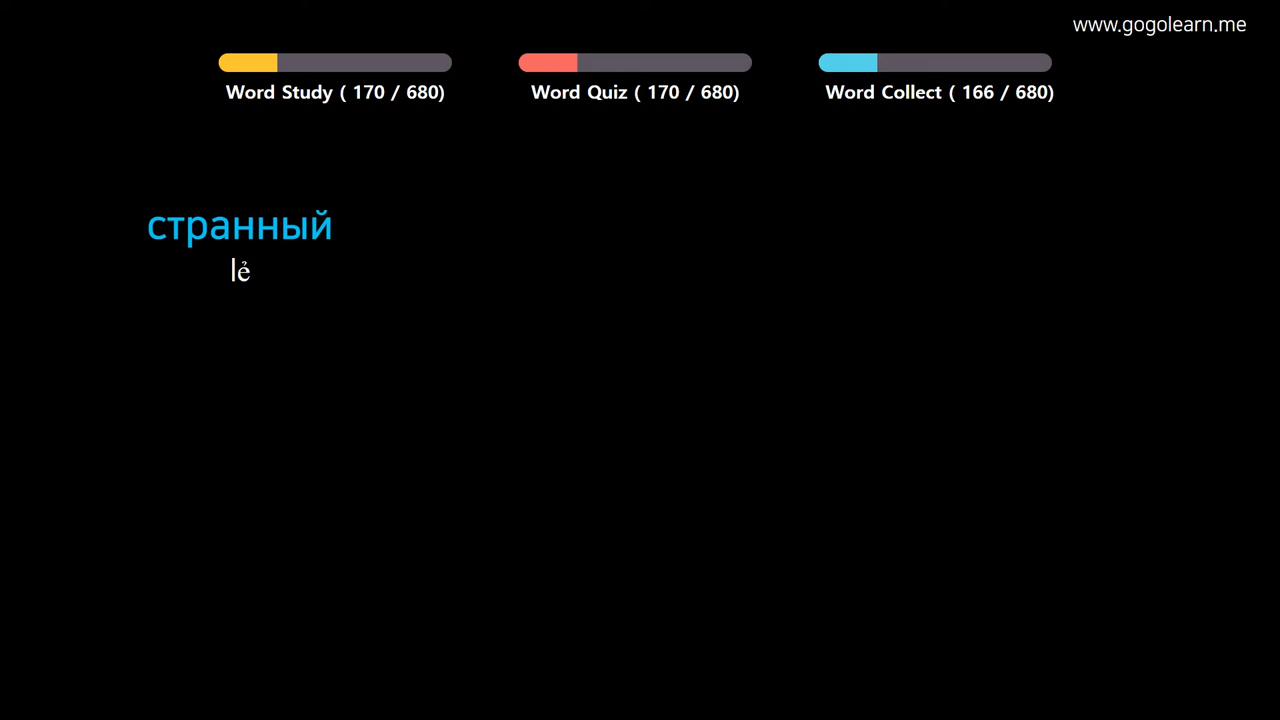 www.gogolearn.me
Word Study ( 170 / 680)
Word Quiz ( 170 / 680)
Word Collect ( 166 / 680)
странный
lẻ